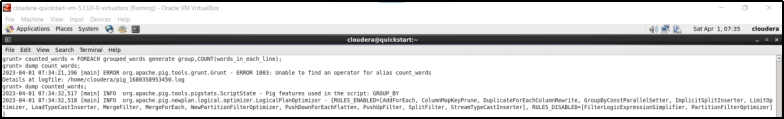 cloudera-quickstart-vm-5.13.0-0-virtualbox [Running] - Oracle VM VirtualBox
File Machine View Input Devices Help
Applications Places System Sat Apr 1, 07:35 cloudera
cloudera@quickstart:~
File Edit View Search Terminal Help
grunt> counted_words = FOREACH grouped_words generate group,COUNT(words_in_each_line);
grunt> dump count_words;
2023-04-01 07:34:21,196 [main] ERROR org.apache.pig.tools.grunt.Grunt - ERROR 1003: Unable to find an operator for alias count_words
Details at logfile: /home/cloudera/pig_1680358953450.log
grunt> dump counted_words;
2023-04-01 07:34:32,517 [main] INFO org.apache.pig.tools.pigstats.ScriptState - Pig features used in the script: GROUP_BY
2023-04-01 07:34:32,518 [main] INFO org.apache.pig.newplan.logical.optimizer.LogicalPlanOptimizer - {RULES_ENABLED=[AddForEach, ColumnMapKeyPrune, DuplicateForEachColumnRewrite, GroupByConstParallelSetter, ImplicitSplitInserter, LimitOp
timizer, LoadTypeCastInserter, MergeFilter, MergeForEach, NewPartitionFilterOptimizer, PushDownForEachFlatten, PushUpFilter, SplitFilter, StreamTypeCastInserter], RULES_DISABLED=[FilterLogicExpressionSimplifier, PartitionFilterOptimizer]
}